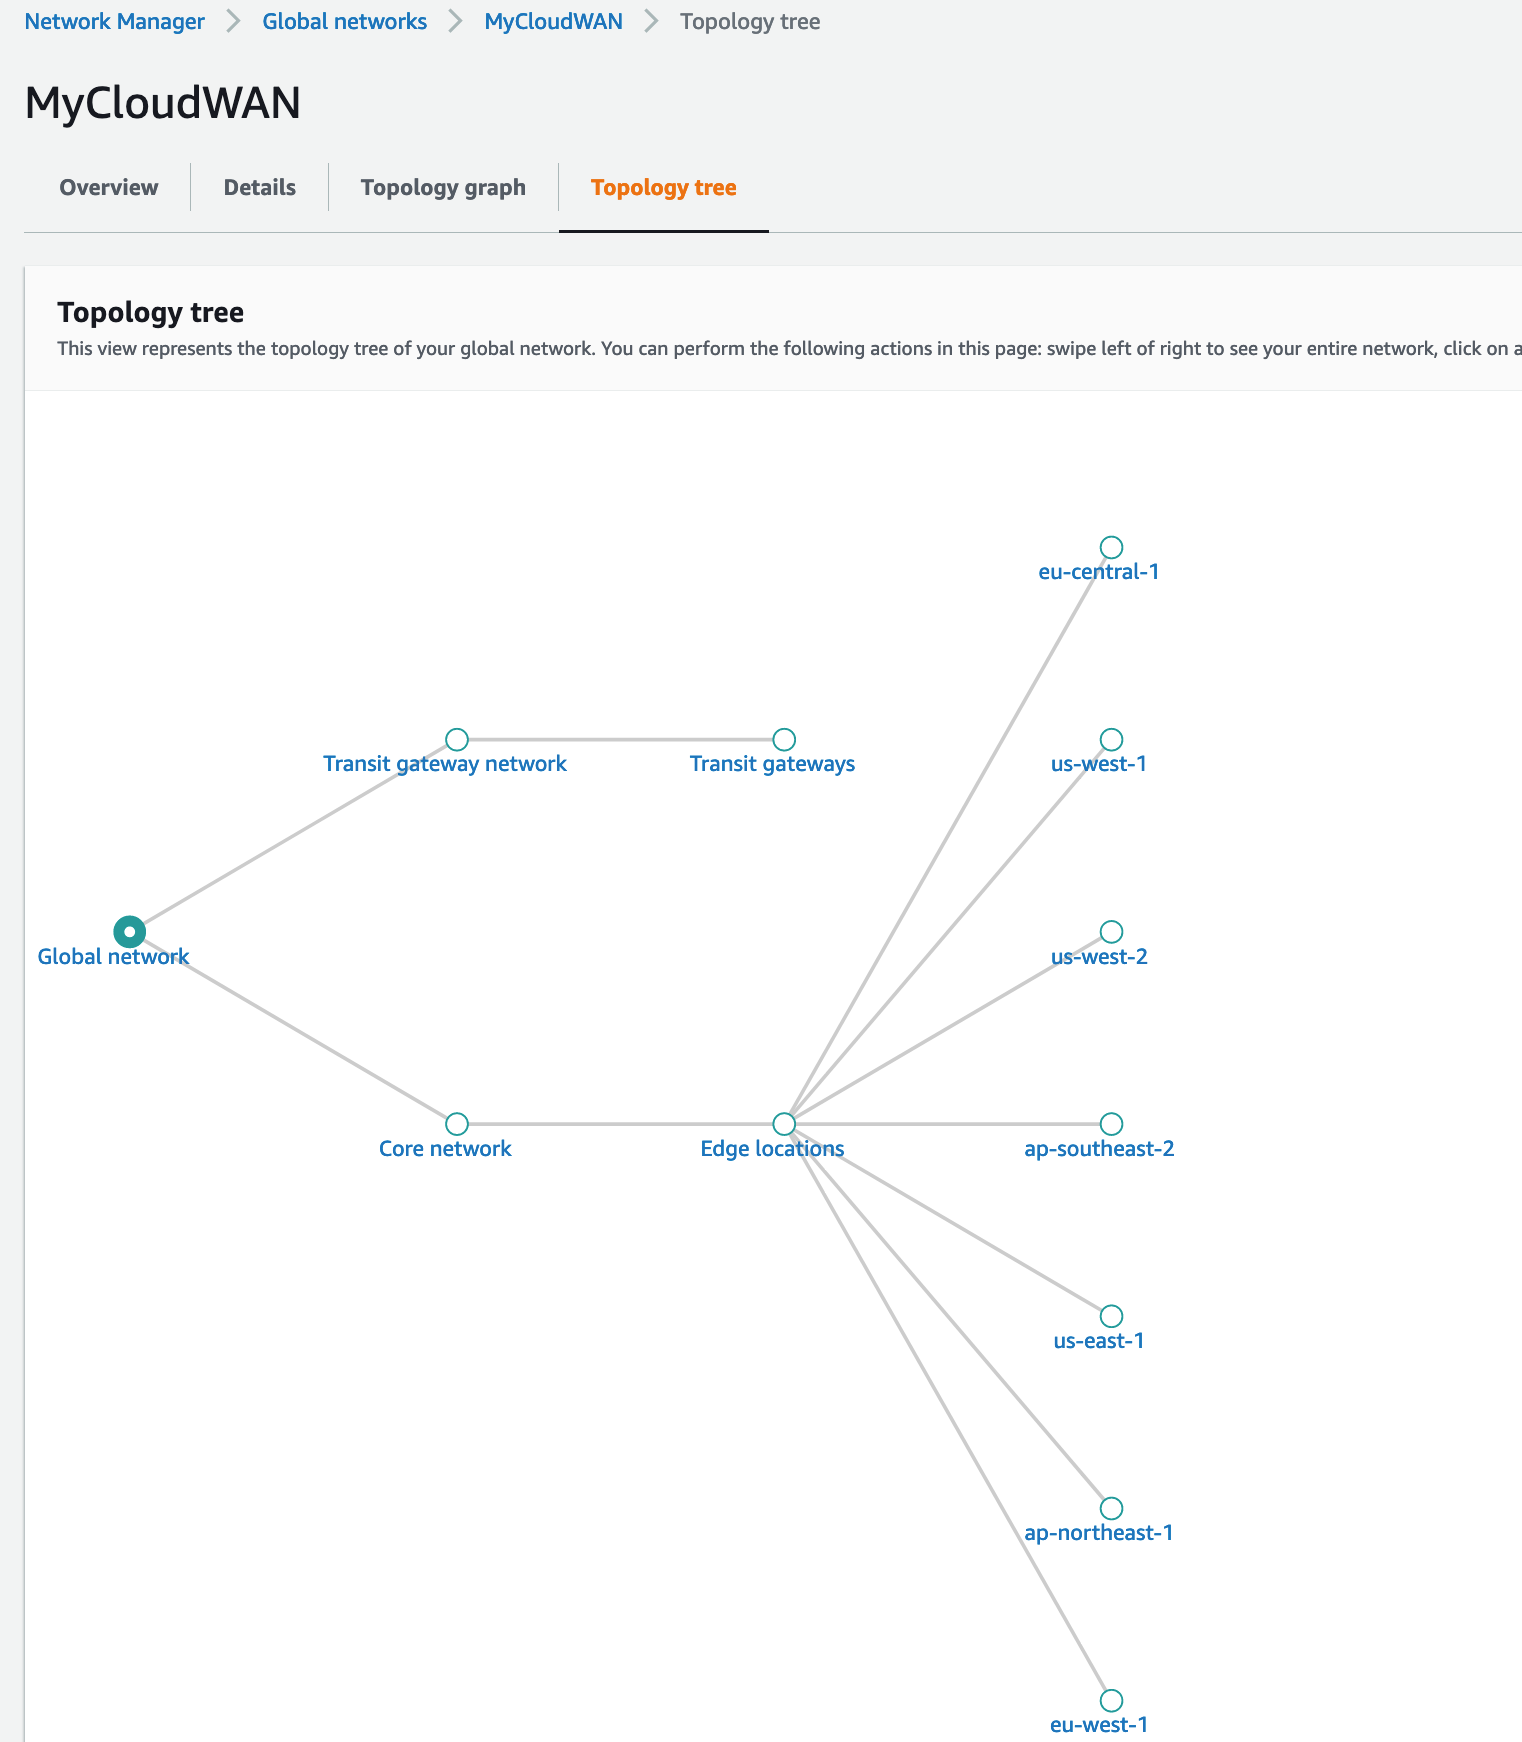 Network Manager > Global networks > MyCloudWAN > Topology tree
MyCloudWAN
Overview Details Topology graph Topology tree
Topology tree
This view represents the topology tree of your global network. You can perform the following actions in this page: swipe left of right to see your entire network, click on a
eu-central-1
Transit gateway network Transit gateways us-west-1
Global network us-west-2
Core network Edge locations ap-southeast-2
us-east-1
ap-northeast-1
eu-west-1